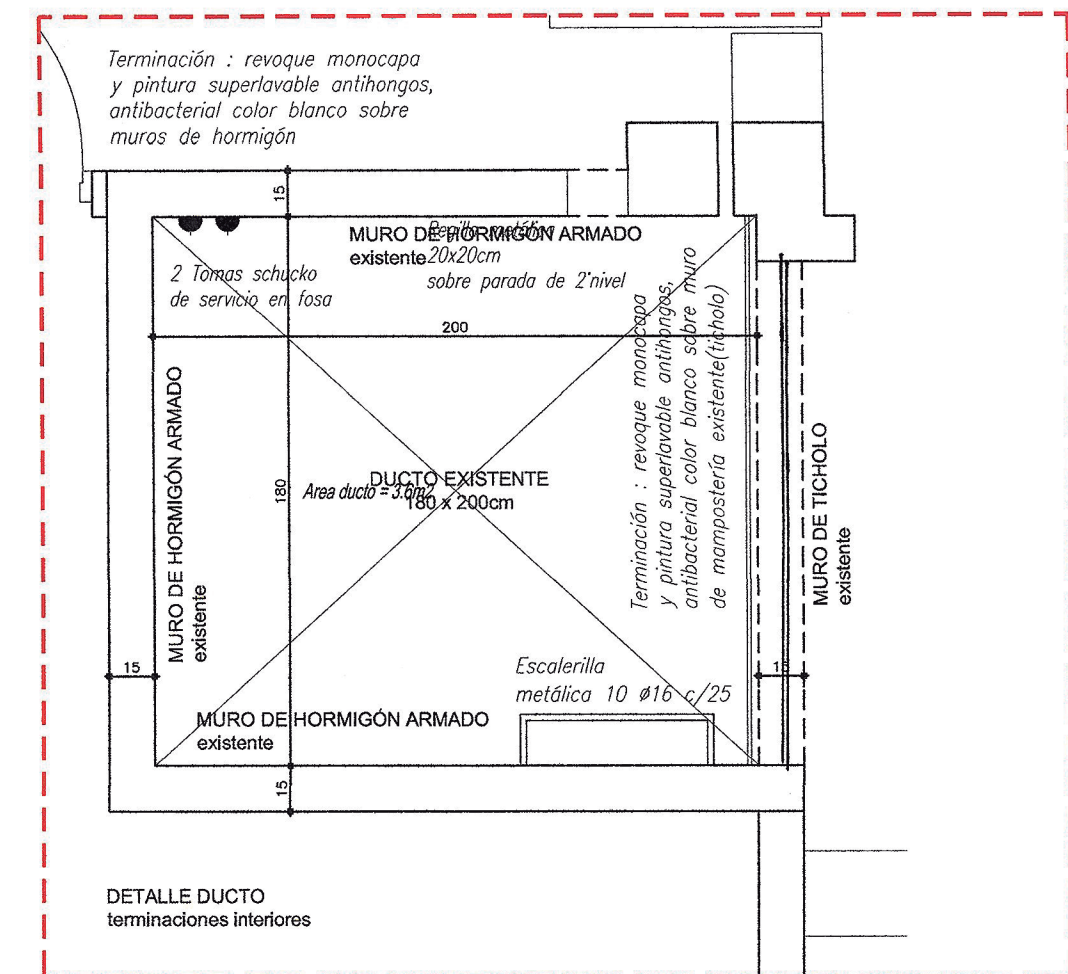 Terminación : revoque monocapa
y pintura superlavable antihongos,
antibacterial color blanco sobre
muros de hormigón
15
MURO DE HORMIGÓN ARMADO
existente
metálica
20x20cm
sobre parada de 2°nivel
2 Tomas schucko
de servicio en fosa
200
Terminación : revoque monocapa
y pintura superlavable antihongos,
antibacterial color blanco sobre muro
de mampostería existente(ticholo)
MURO DE HORMIGÓN ARMADO
existente
180
DUCTO EXISTENTE
180 x 200cm
Area ducto = 3.6m2
MURO DE TICHOLO
existente
15
15
Escalerilla
metálica 10 ø16 c/25
MURO DE HORMIGÓN ARMADO
existente
15
DETALLE DUCTO
terminaciones interiores